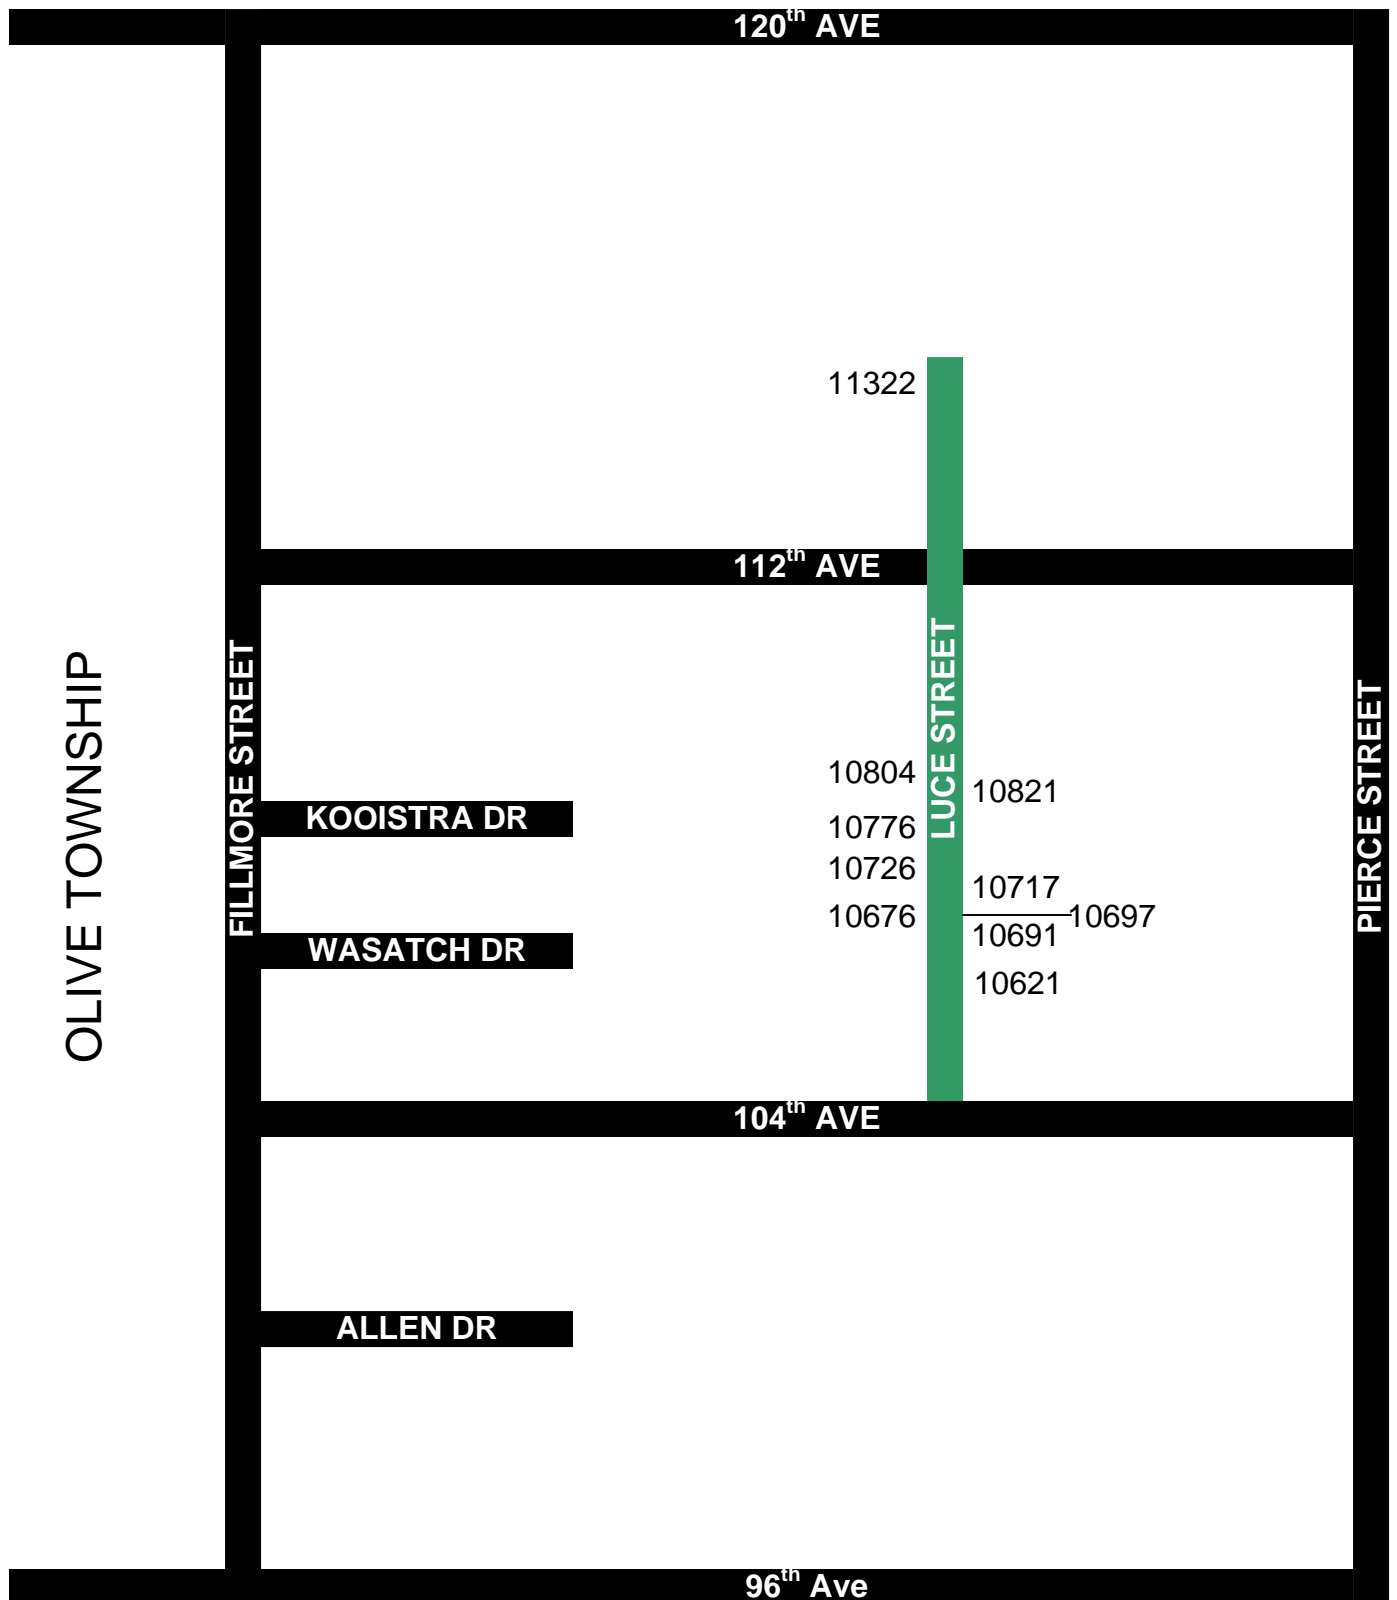 120th AVE
11322
112th AVE
LUCE STREET
FILLMORE STREET
OLIVE TOWNSHIP
PIERCE STREET
10804
10821
KOOISTRA DR
10776
10726
10717
10676
10697
10691
WASATCH DR
10621
104th AVE
ALLEN DR
96th Ave